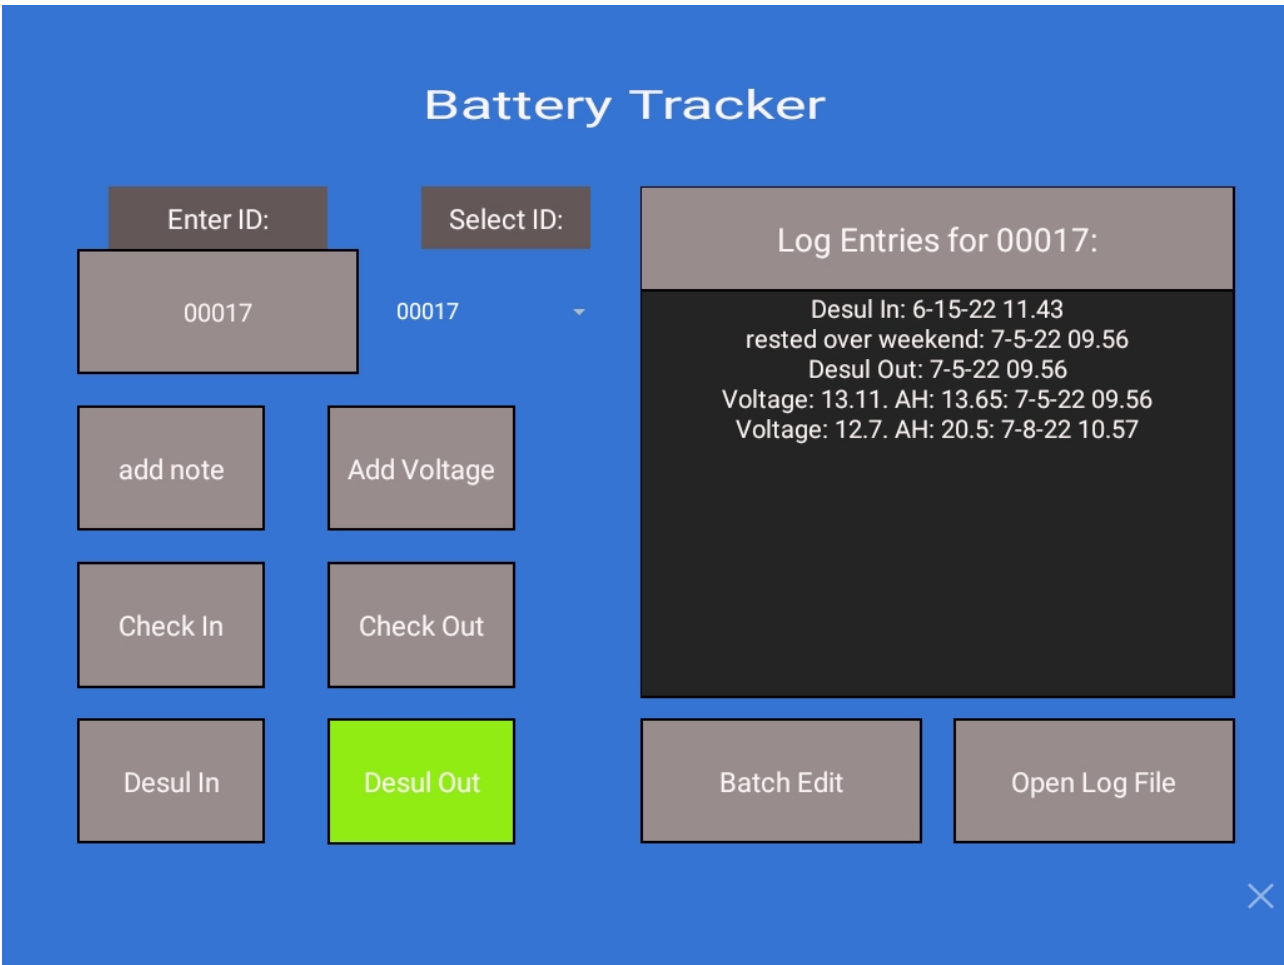 Battery Tracker
Enter ID:
Select ID:
00017
00017
add note
Add Voltage
Check In
Check Out
Desul In
Desul Out
Log Entries for 00017:
Desul In: 6-15-22 11.43
rested over weekend: 7-5-22 09.56
Desul Out: 7-5-22 09.56
Voltage: 13.11. AH: 13.65: 7-5-22 09.56
Voltage: 12.7. AH: 20.5: 7-8-22 10.57
Batch Edit
Open Log File